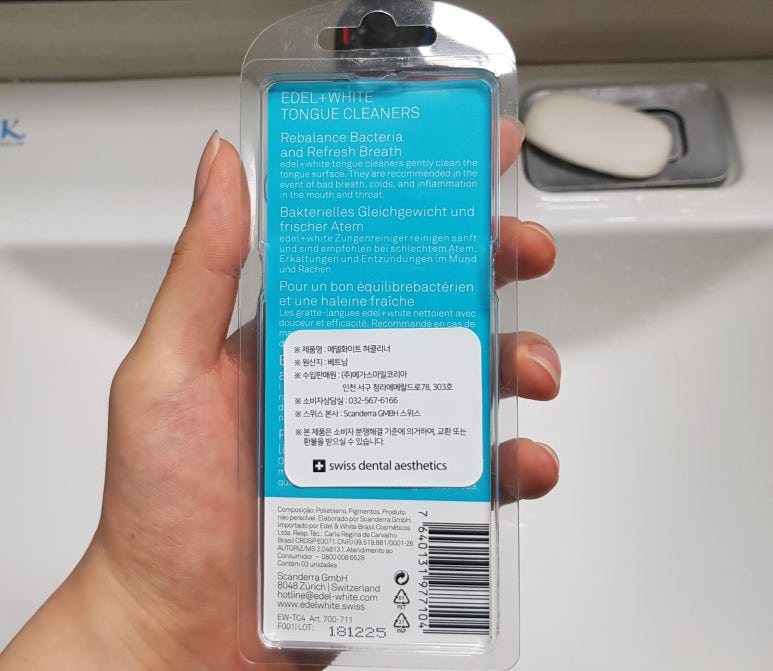 EDEL+WHITE
TONGUE CLEANERS
Rebalance Bacteria
and Refresh Breath
edel+white tongue cleaners gently clean the
tongue surface. They are recommended in the
event of bad breath, colds, and inflammation
in the mouth and throat.
Bakterielles Gleichgewicht und
frischer Atem
edel+white Zungenreiniger reinigen sanft
und sind empfohlen bei schlechtem Atem,
Erkältungen und Entzündungen im Mund
und Rachen.
Pour un bon équilibrebactérien
et une haleine fraîche
Les gratte-langues edel+white nettoient avec
douceur et efficacité. Recommandé en cas de
※ 제품명 : 에델화이트 혀클리너
※ 원산지 : 베트남
※ 수입판매원 : (주)메가스마일코리아
인천 서구 청라에메랄드로78, 303호
※ 소비자상담실 : 032-567-6166
※ 스위스 본사 : Scanderra GMBH 스위스
※ 본 제품은 소비자 분쟁해결 기준에 의거하여, 교환 또는
환불을 받으실 수 있습니다.
swiss dental aesthetics
Composição: Polietileno, Pigmentos. Produto
não perecível. Elaborado por Scanderra GmbH.
Importado por Edel & White Brasil Cosméticos
Ltda. Resp. Téc.: Carla Regina de Carvalho
Brasil CROSP 63071. CNPJ 09.519.881/0001-26
AUTORIZ/MS 2.04813.1. Atendimento ao
Consumidor - 0800 008 6528
Contém 03 unidades
Scanderra GmbH
8048 Zürich | Switzerland
hotline@edel-white.com
www.edelwhite.swiss
EW-TC4 Art. 700-711
F001 | LOT: 181225
01
PET
21
PAP
7 640131 977104
K